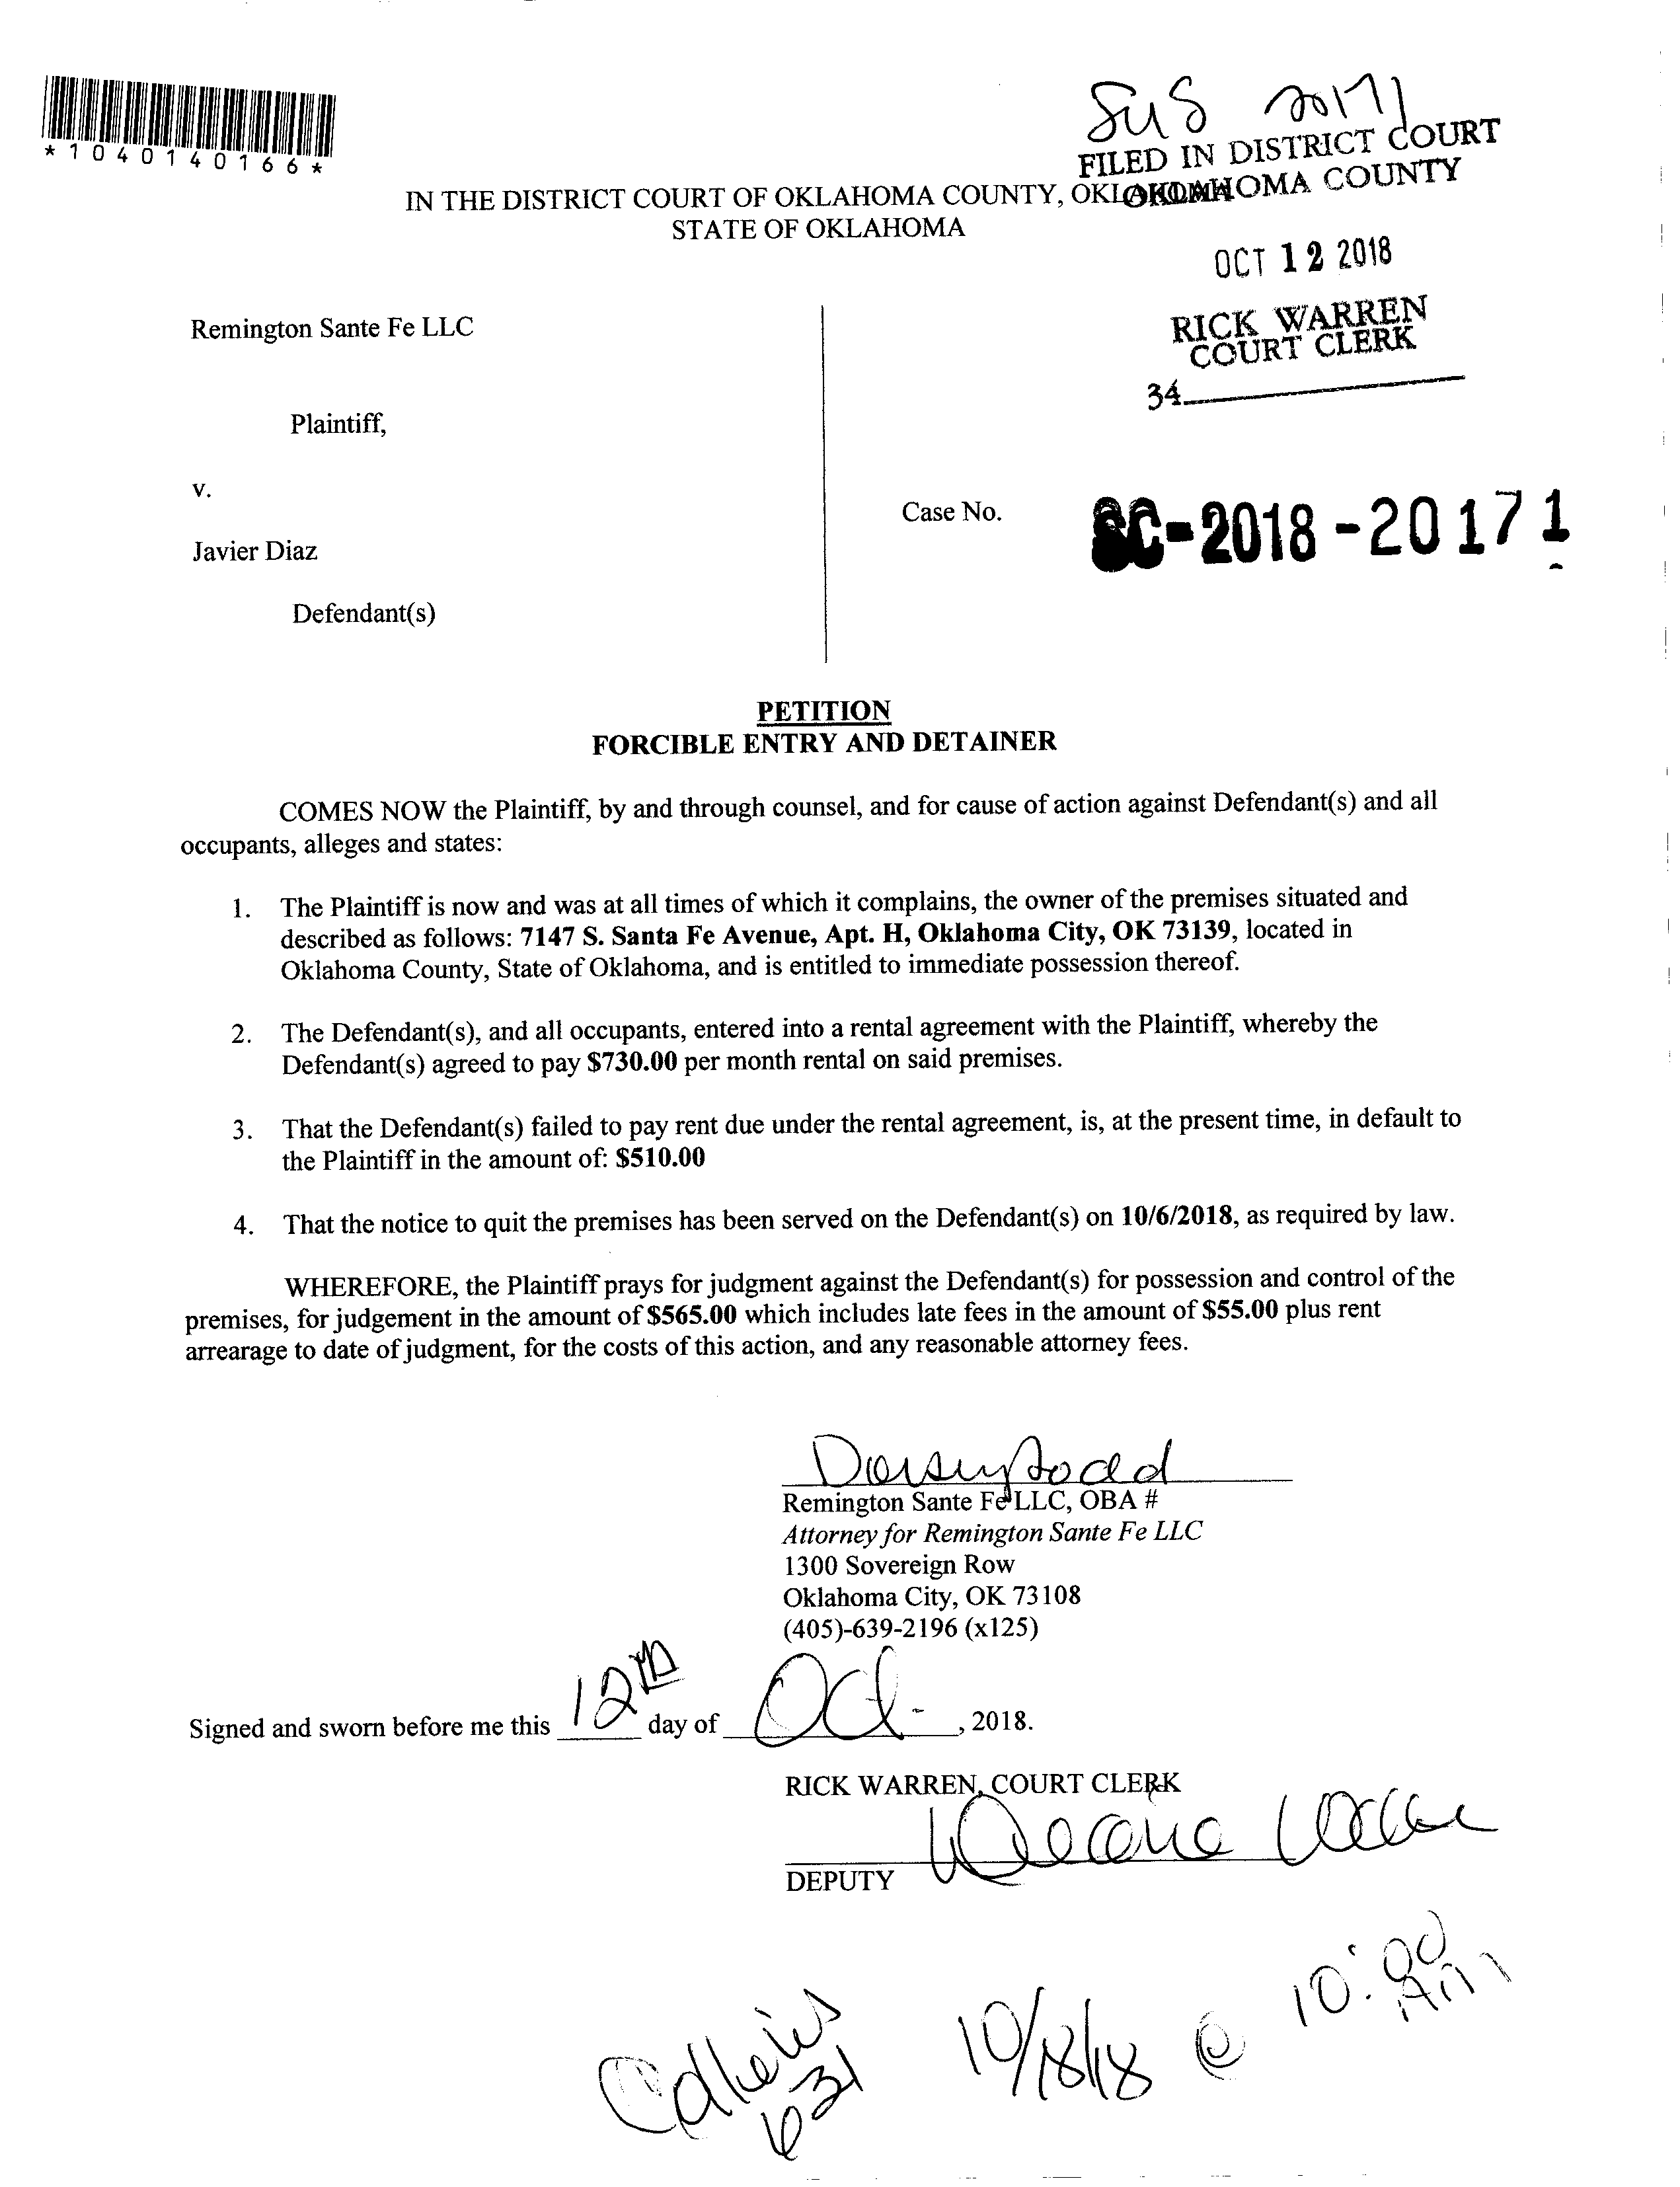 *1040140166*
SUS 20171
FILED IN DISTRICT COURT
OKLAHOMA COUNTY
IN THE DISTRICT COURT OF OKLAHOMA COUNTY, OKLAHOMA
STATE OF OKLAHOMA
OCT 12 2018
RICK WARREN
COURT CLERK
34
Remington Sante Fe LLC
Plaintiff,
v.
Case No. SC-2018-20171
Javier Diaz
Defendant(s)
PETITION
FORCIBLE ENTRY AND DETAINER
COMES NOW the Plaintiff, by and through counsel, and for cause of action against Defendant(s) and all
occupants, alleges and states:
1. The Plaintiff is now and was at all times of which it complains, the owner of the premises situated and
described as follows: 7147 S. Santa Fe Avenue, Apt. H, Oklahoma City, OK 73139, located in
Oklahoma County, State of Oklahoma, and is entitled to immediate possession thereof.
2. The Defendant(s), and all occupants, entered into a rental agreement with the Plaintiff, whereby the
Defendant(s) agreed to pay $730.00 per month rental on said premises.
3. That the Defendant(s) failed to pay rent due under the rental agreement, is, at the present time, in default to
the Plaintiff in the amount of: $510.00
4. That the notice to quit the premises has been served on the Defendant(s) on 10/6/2018, as required by law.
WHEREFORE, the Plaintiff prays for judgment against the Defendant(s) for possession and control of the
premises, for judgement in the amount of $565.00 which includes late fees in the amount of $55.00 plus rent
arrearage to date of judgment, for the costs of this action, and any reasonable attorney fees.
Remington Sante Fe LLC, OBA #
Attorney for Remington Sante Fe LLC
1300 Sovereign Row
Oklahoma City, OK 73108
(405)-639-2196 (x125)
Signed and sworn before me this 12th day of Oct. , 2018.
RICK WARREN, COURT CLERK
DEPUTY
10/18/18 @ 10:00 AM
631